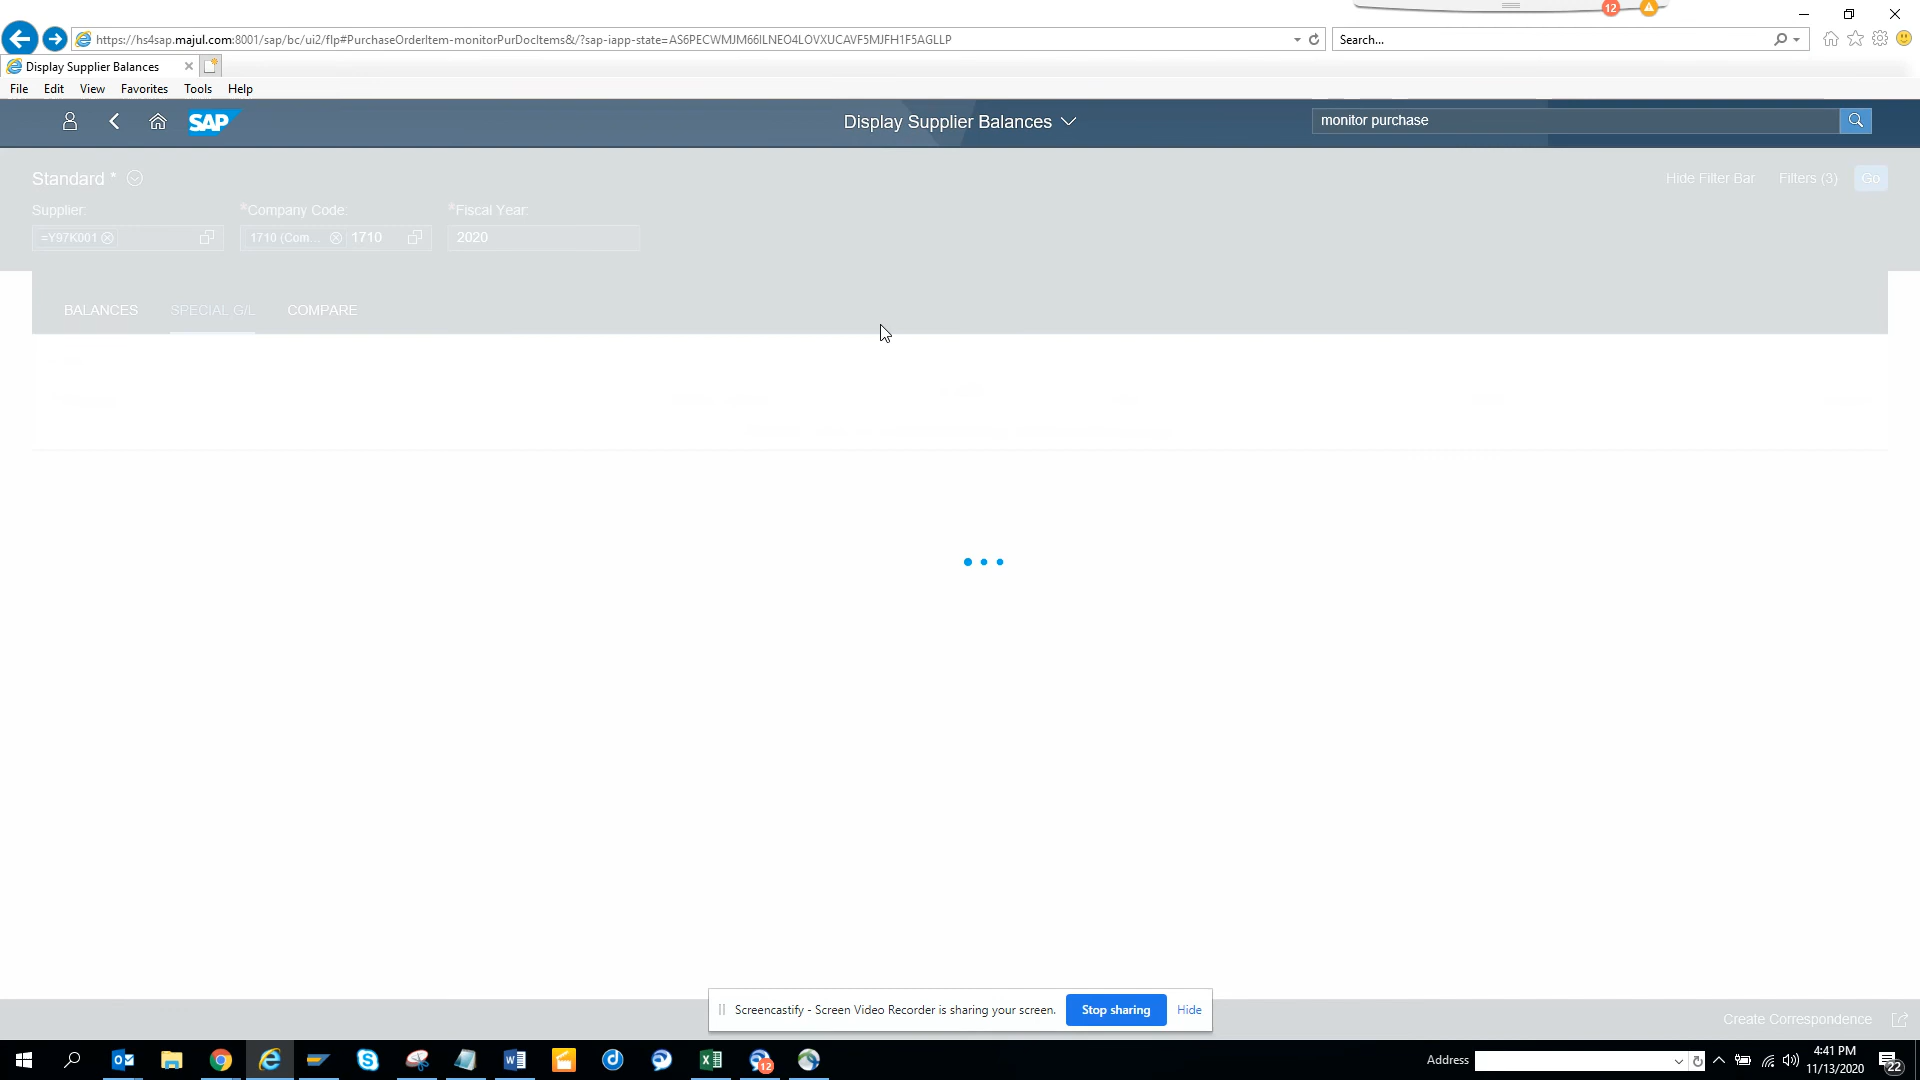 12
https://hs4sap.majul.com:8001/sap/bc/ui2/flp#PurchaseOrderItem-monitorPurDocItems&/?sap-iapp-state=AS6PECWMJM66ILNEO4LOVXUCAVF5MJFH1F5AGLLP
Search...
Display Supplier Balances
File Edit View Favorites Tools Help
SAP
Display Supplier Balances
monitor purchase
Standard *
Hide Filter Bar Filters (3) Go
Supplier: *Company Code: *Fiscal Year:
=Y97K001 1710 (Com... 1710 2020
BALANCES SPECIAL G/L COMPARE
Screencastify - Screen Video Recorder is sharing your screen. Stop sharing Hide
Create Correspondence
12
Address
4:41 PM
11/13/2020
22